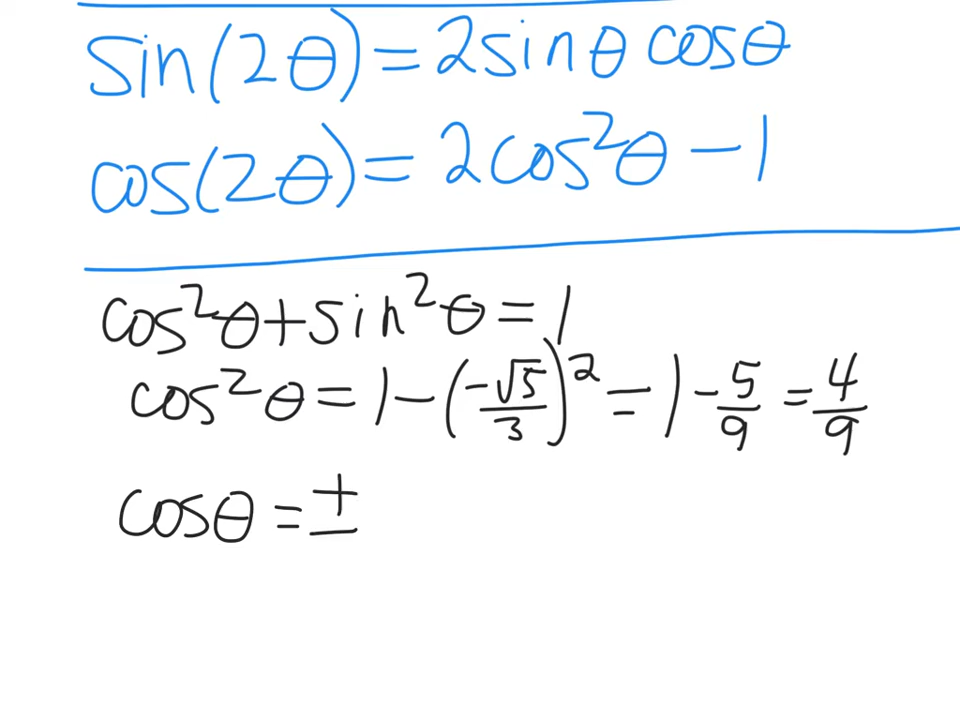 sin(2θ)=2sinθ cosθ
cos(2θ)=2cos²θ-1
cos²θ+sin²θ=1
cos²θ=1-(-√5/3)²=1-5/9=4/9
cosθ=±